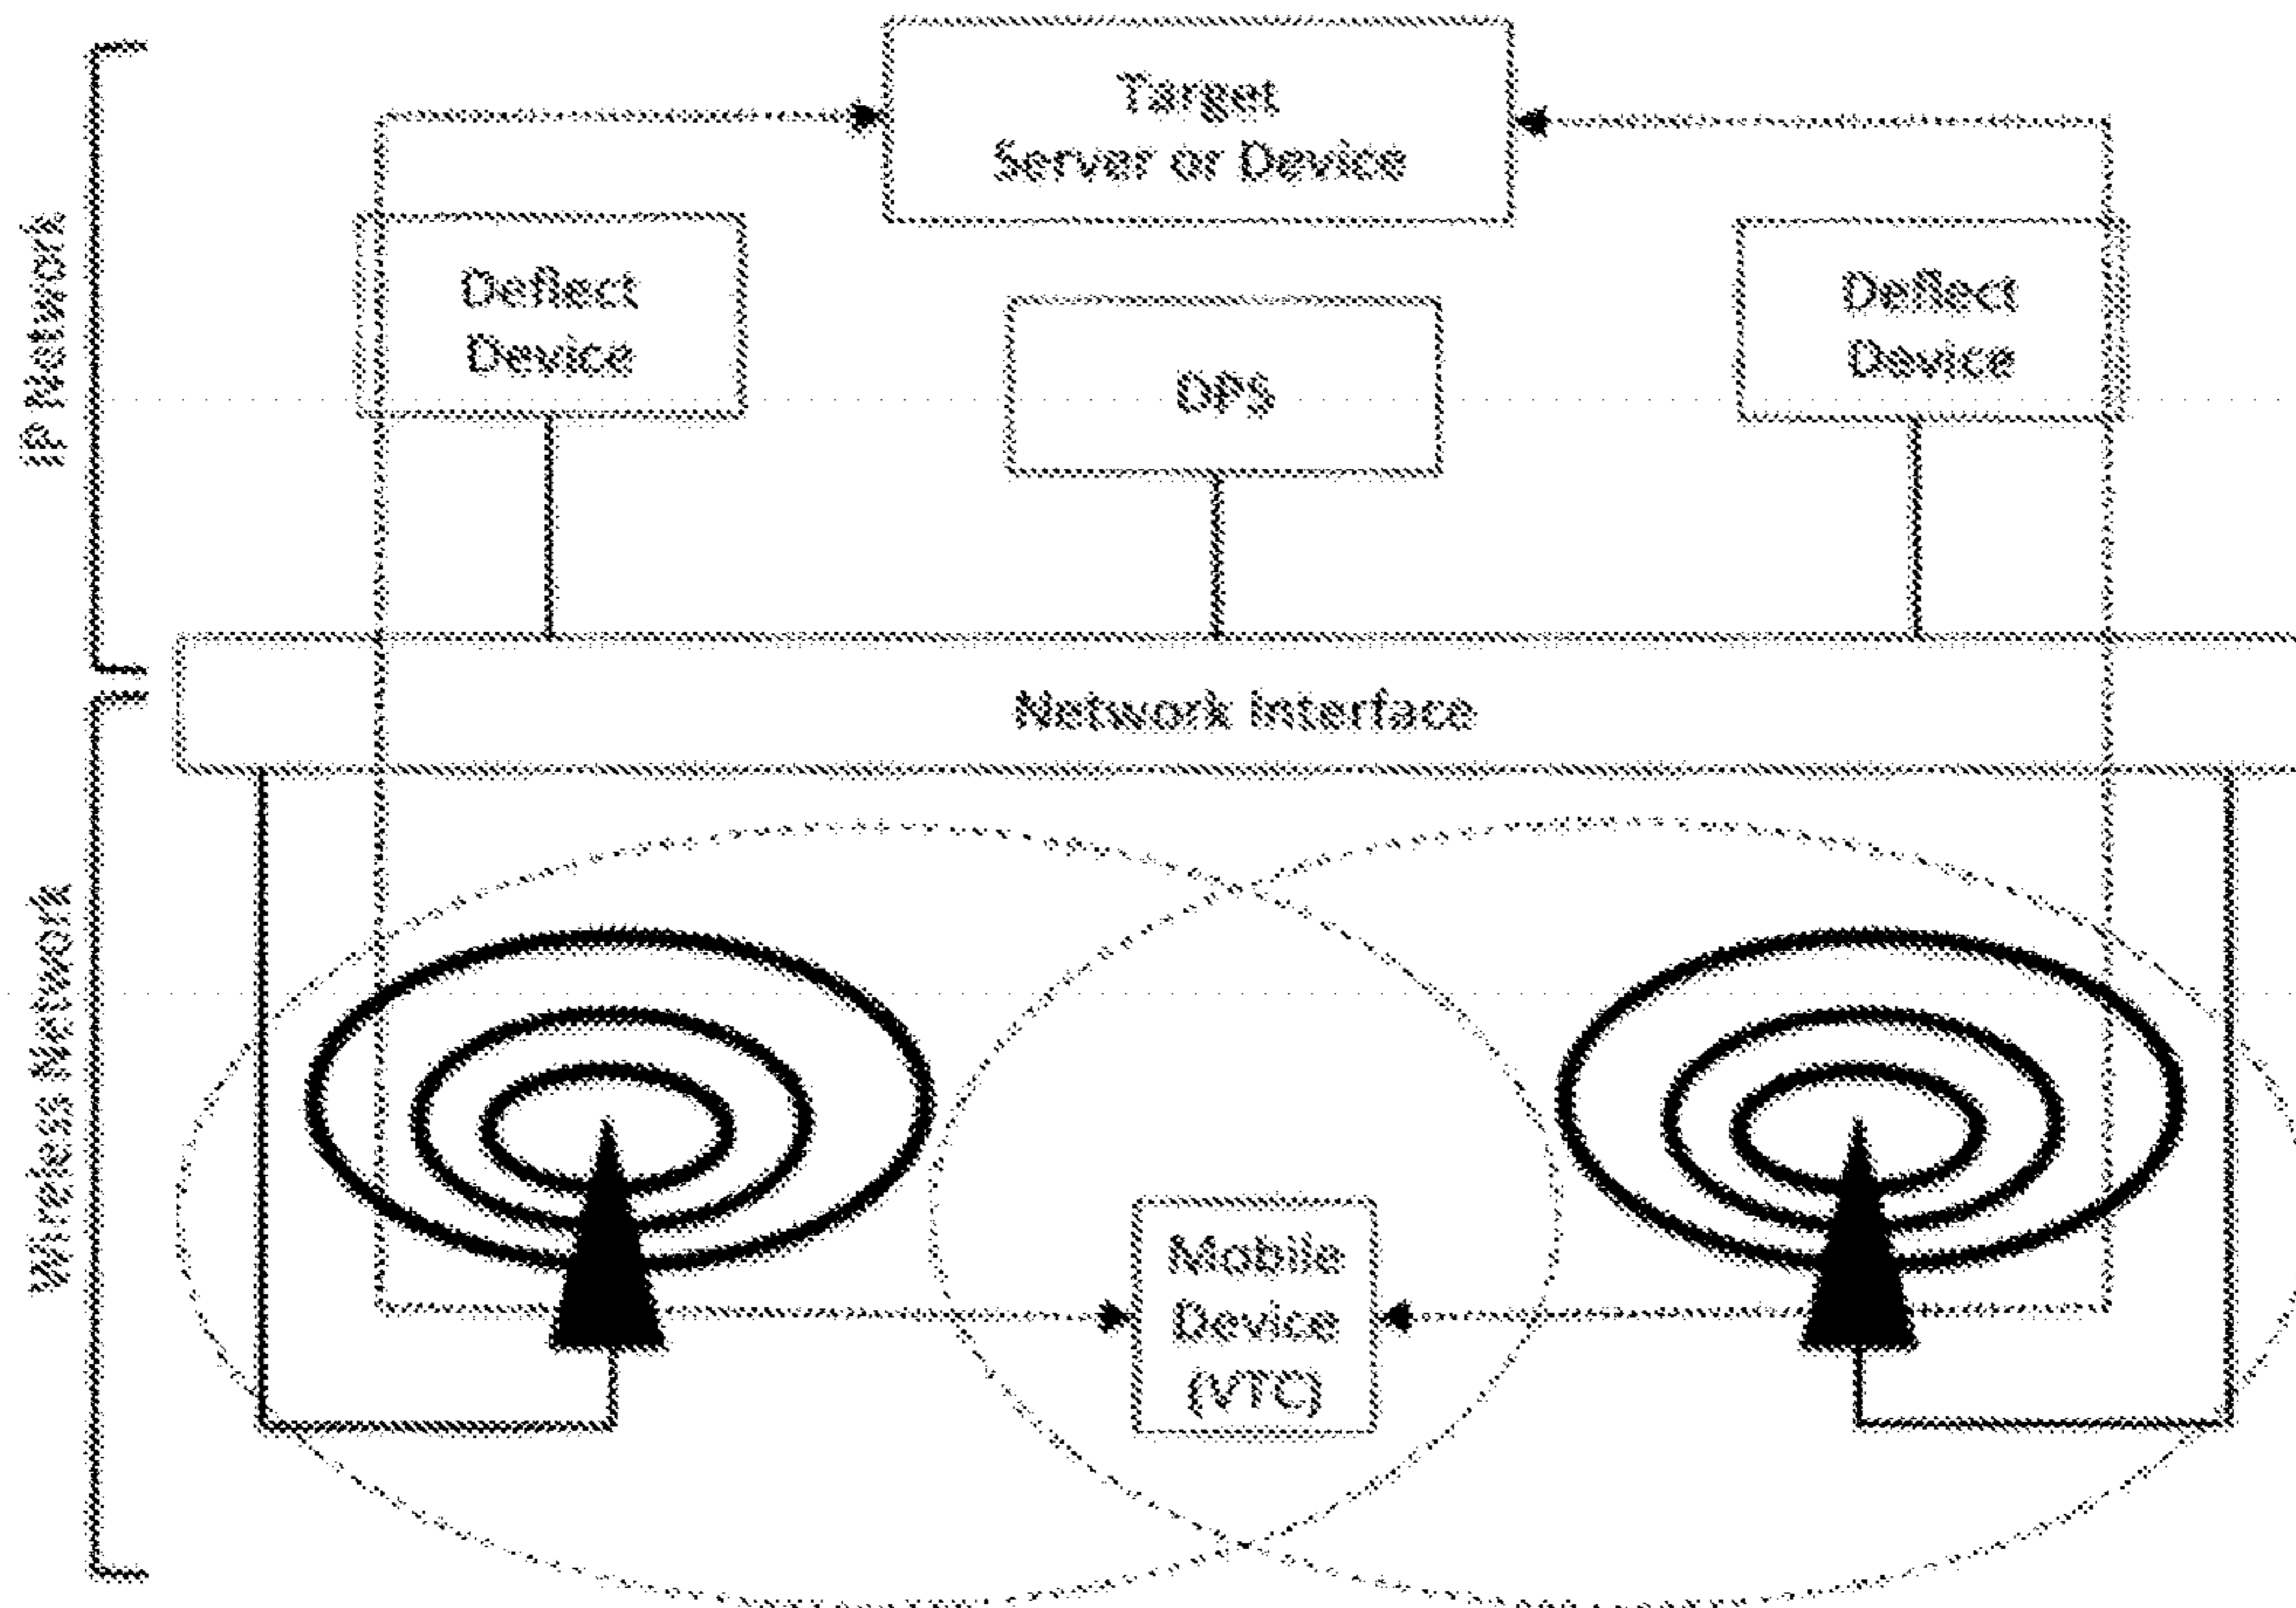 Target
Server or Device
Deflect
Device
DPS
Deflect
Device
IP Network
Network Interface
Wireless Network
Mobile
Device
(VTC)